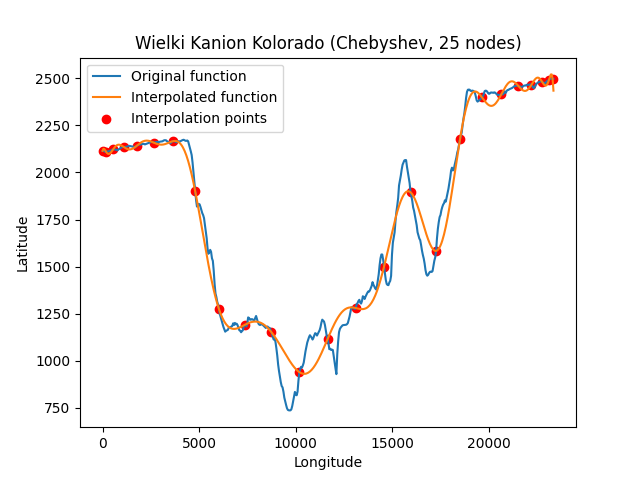 Wielki Kanion Kolorado (Chebyshev, 25 nodes)
Original function
Interpolated function
Interpolation points
2500
2250
2000
1750
1500
1250
1000
750
Latitude
0 5000 10000 15000 20000
Longitude